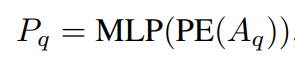 P_q = MLP(PE(A_q)).